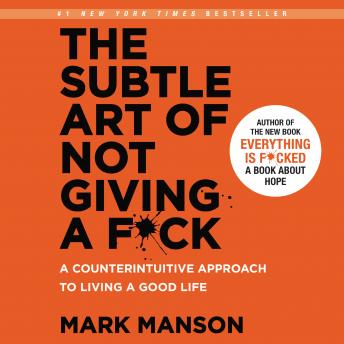 #1 NEW YORK TIMES BESTSELLER
THE
SUBTLE
ART OF
NOT
GIVING
A F*CK
AUTHOR OF
THE NEW BOOK
EVERYTHING
IS F*CKED
A BOOK ABOUT
HOPE
A COUNTERINTUITIVE APPROACH
TO LIVING A GOOD LIFE
MARK MANSON